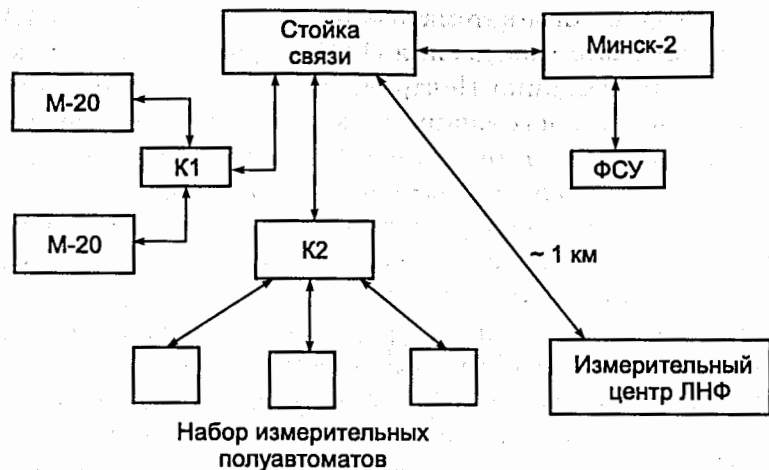 Стойка
связи
Минск-2
М-20
К1
ФСУ
М-20
К2
~ 1 км
Измерительный
центр ЛНФ
Набор измерительных
полуавтоматов